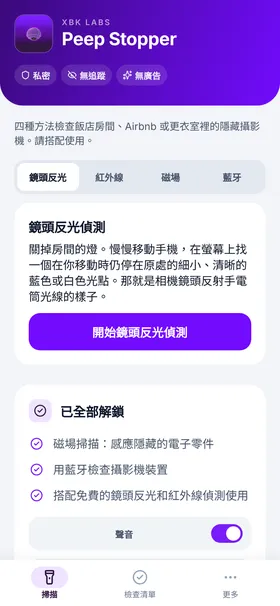 XBK LABS
Peep Stopper
私密
無追蹤
無廣告
四種方法檢查飯店房間、Airbnb 或更衣室裡的隱藏攝影
機。請搭配使用。
鏡頭反光
紅外線
磁場
藍牙
鏡頭反光偵測
關掉房間的燈。慢慢移動手機，在螢幕上找
一個在你移動時仍停在原處的細小、清晰的
藍色或白色光點。那就是相機鏡頭反射手電
筒光線的樣子。
開始鏡頭反光偵測
已全部解鎖
磁場掃描：感應隱藏的電子零件
用藍牙檢查攝影機裝置
搭配免費的鏡頭反光和紅外線偵測使用
聲音
掃描
檢查清單
更多